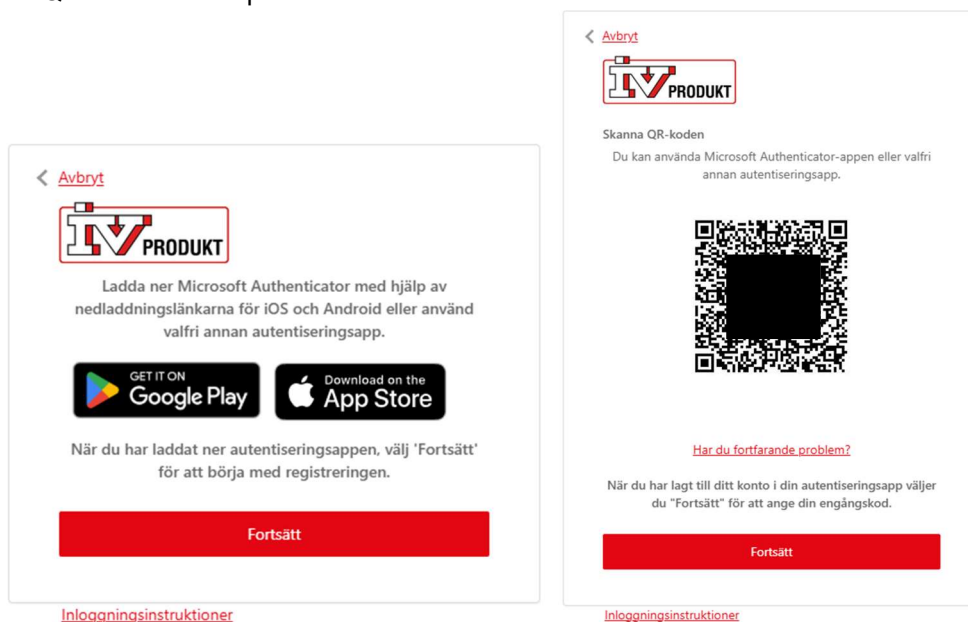 Avbryt
IV PRODUKT
Ladda ner Microsoft Authenticator med hjälp av
nedladdningslänkarna för iOS och Android eller använd
valfri annan autentiseringsapp.
GET IT ON
Google Play
Download on the
App Store
När du har laddat ner autentiseringsappen, välj 'Fortsätt'
för att börja med registreringen.
Fortsätt
Inloggningsinstruktioner
Avbryt
IV PRODUKT
Skanna QR-koden
Du kan använda Microsoft Authenticator-appen eller valfri
annan autentiseringsapp.
Har du fortfarande problem?
När du har lagt till ditt konto i din autentiseringsapp väljer
du "Fortsätt" för att ange din engångskod.
Fortsätt
Inloggningsinstruktioner